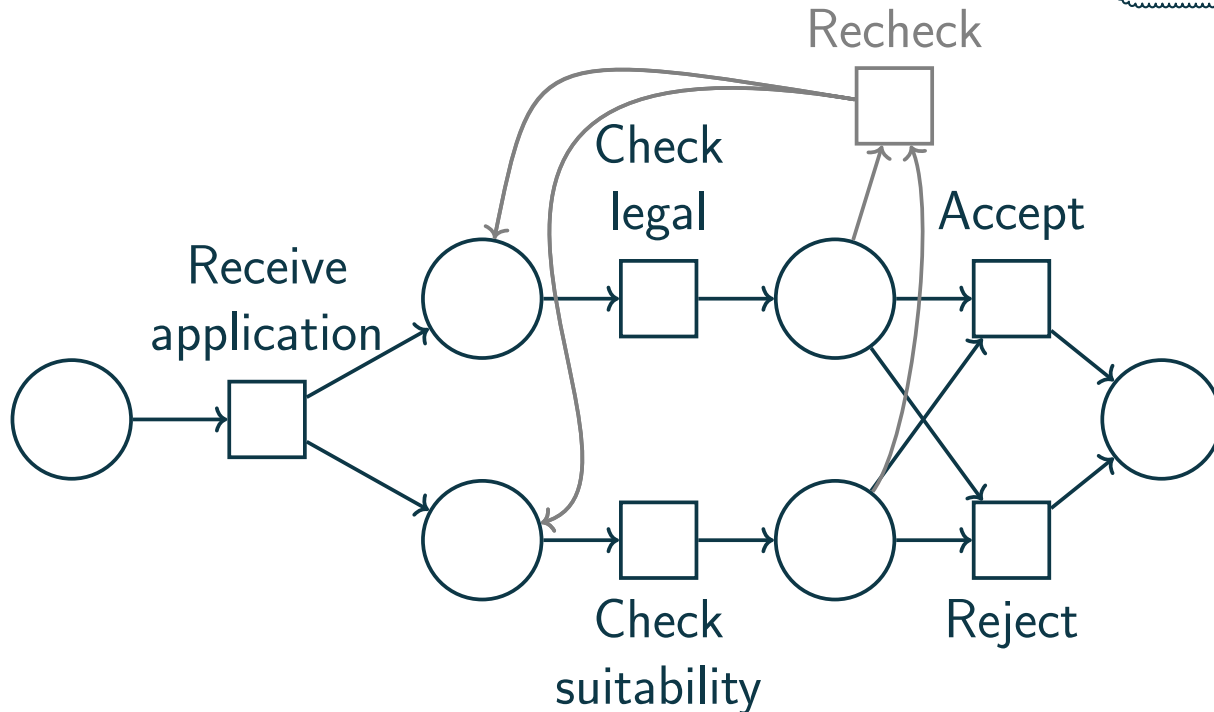 Recheck
Check
legal
Accept
Receive
application
Check
suitability
Reject